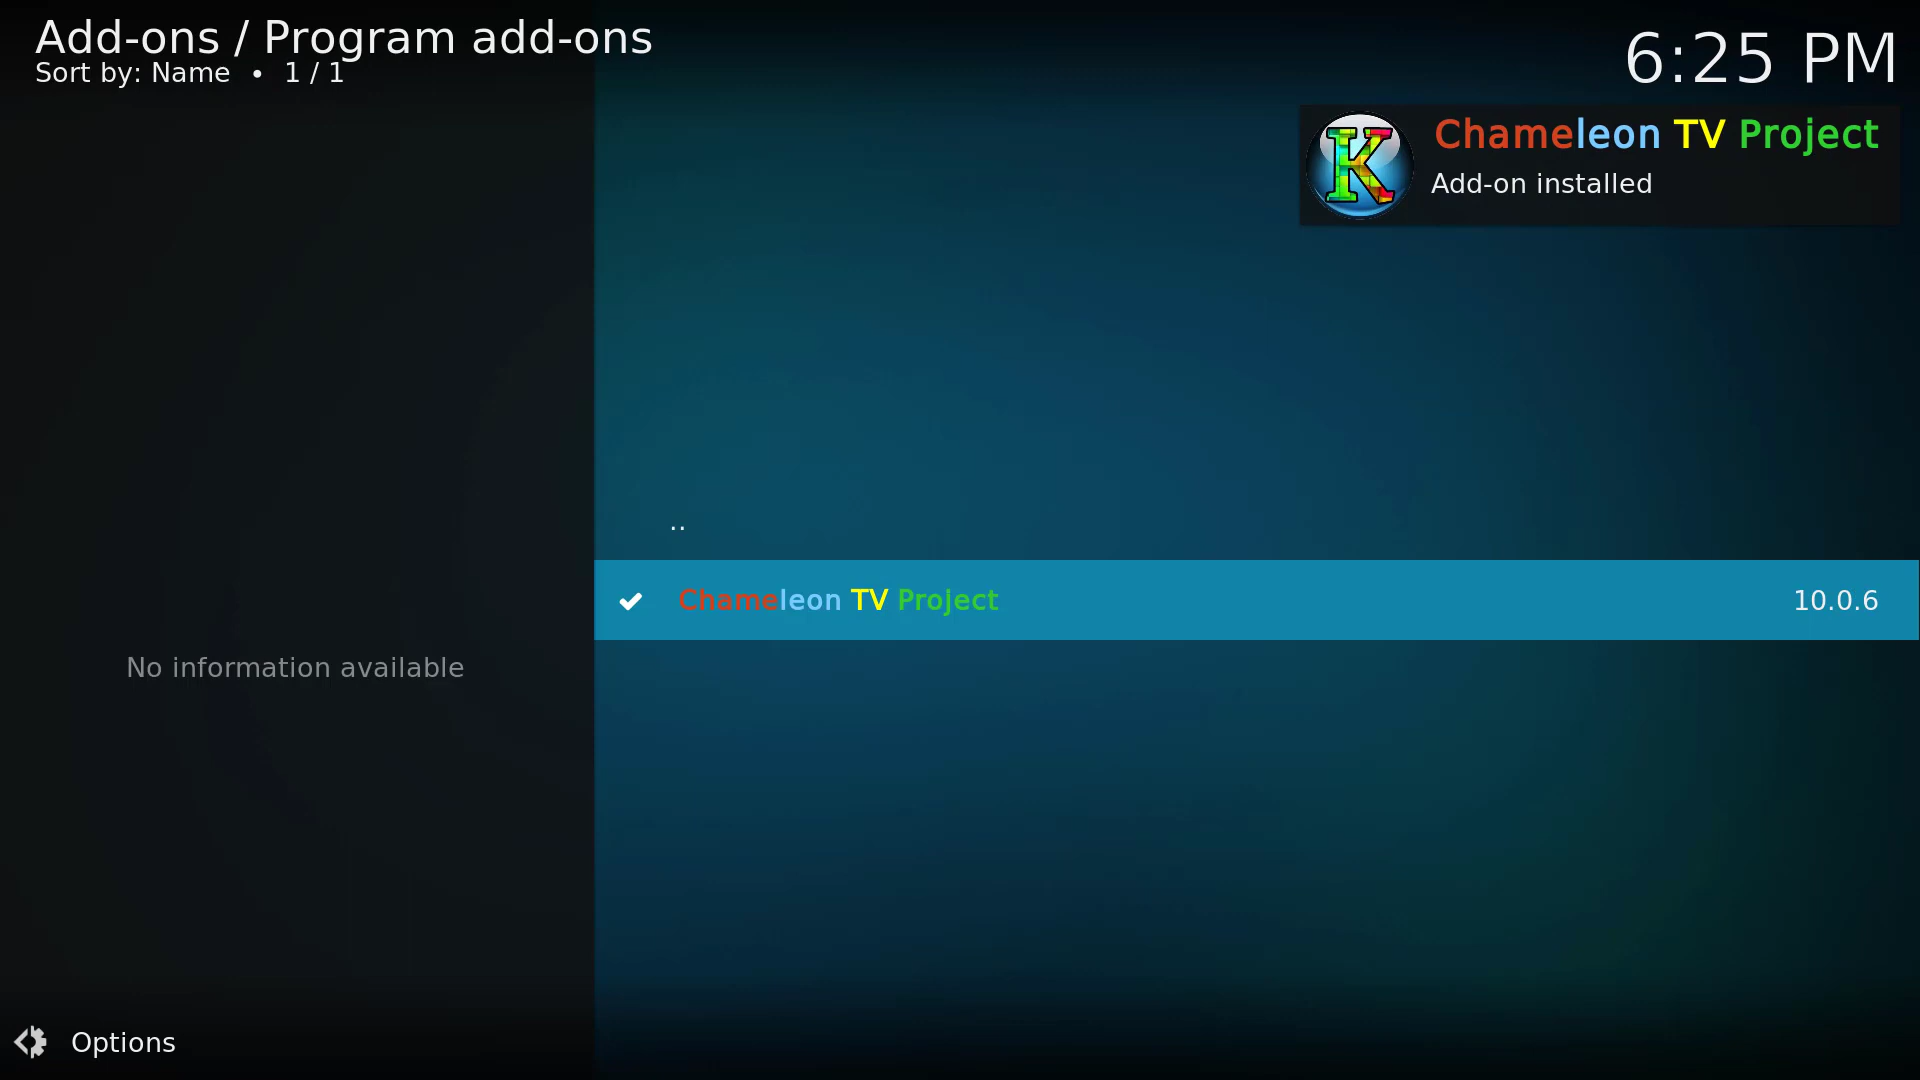 Add-ons / Program add-ons
Sort by: Name • 1 / 1
6:25 PM
K
Chameleon TV Project
Add-on installed
..
Chameleon TV Project 10.0.6
No information available
Options